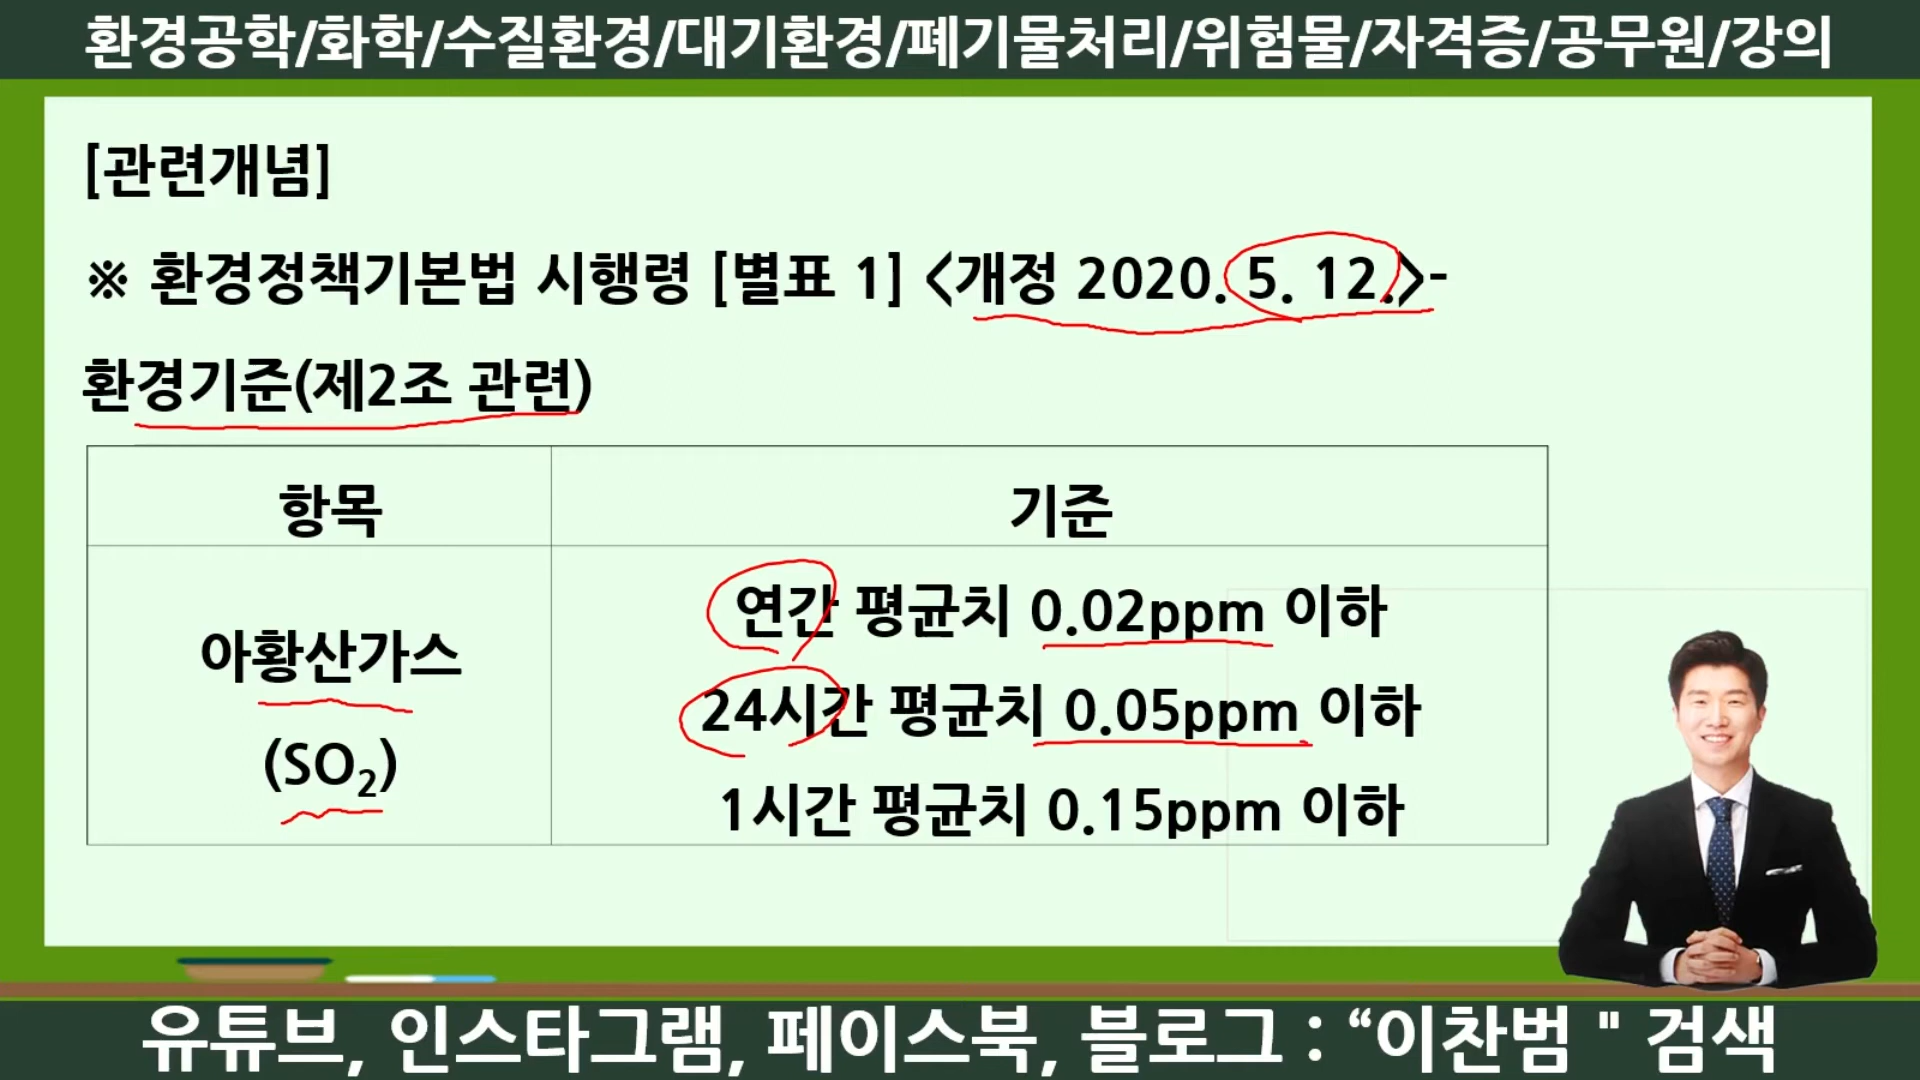 환경공학/화학/수질환경/대기환경/폐기물처리/위험물/자격증/공무원/강의
[관련개념]
※ 환경정책기본법 시행령 [별표 1] <개정 2020. 5. 12.>-
환경기준(제2조 관련)
항목
기준
아황산가스
(SO₂)
연간 평균치 0.02ppm 이하
24시간 평균치 0.05ppm 이하
1시간 평균치 0.15ppm 이하
유튜브, 인스타그램, 페이스북, 블로그 : “이찬범 " 검색